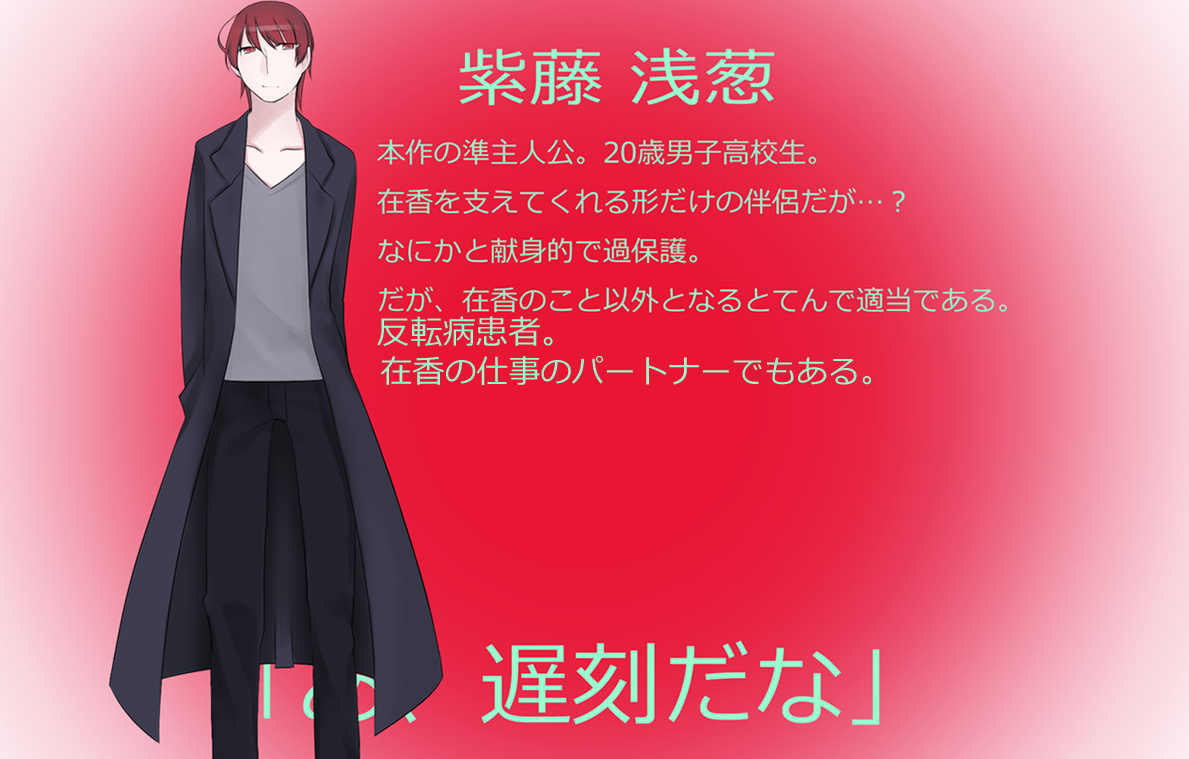 紫藤 浅葱
本作の準主人公。20歳男子高校生。
在香を支えてくれる形だけの伴侶だが…？
なにかと献身的で過保護。
だが、在香のこと以外となるとてんで適当である。
反転病患者。
在香の仕事のパートナーでもある。
「あ、遅刻だな」